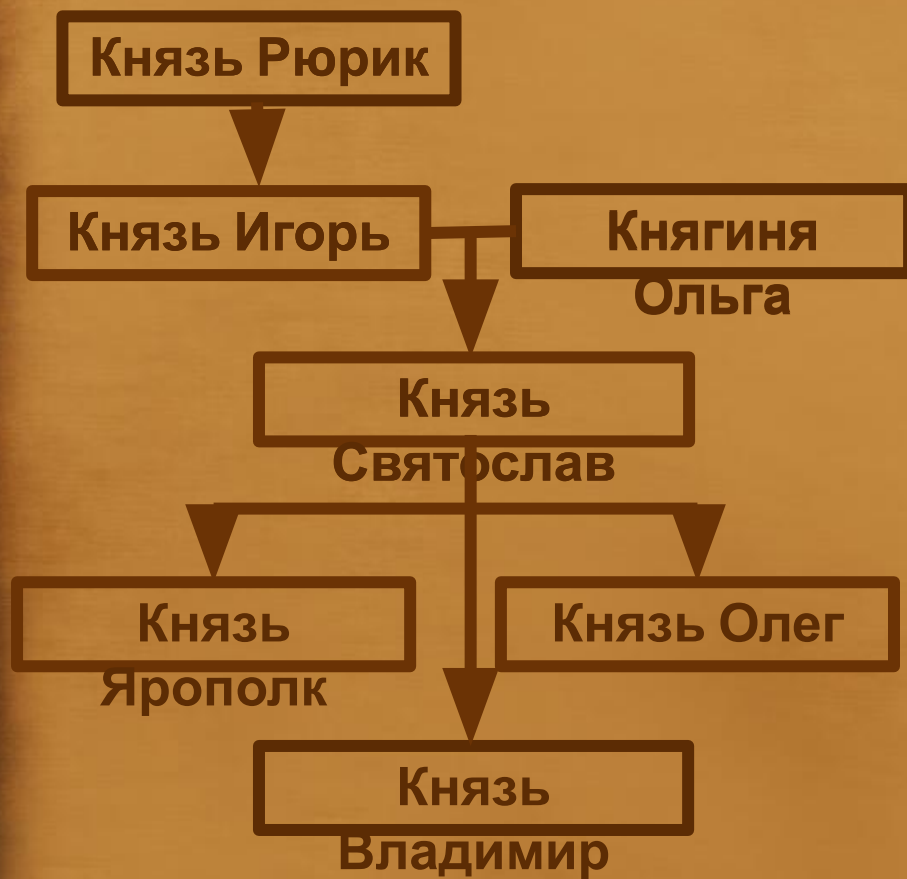 Князь Рюрик
Князь Игорь
Княгиня
Ольга
Князь
Святослав
Князь
Ярополк
Князь Олег
Князь
Владимир